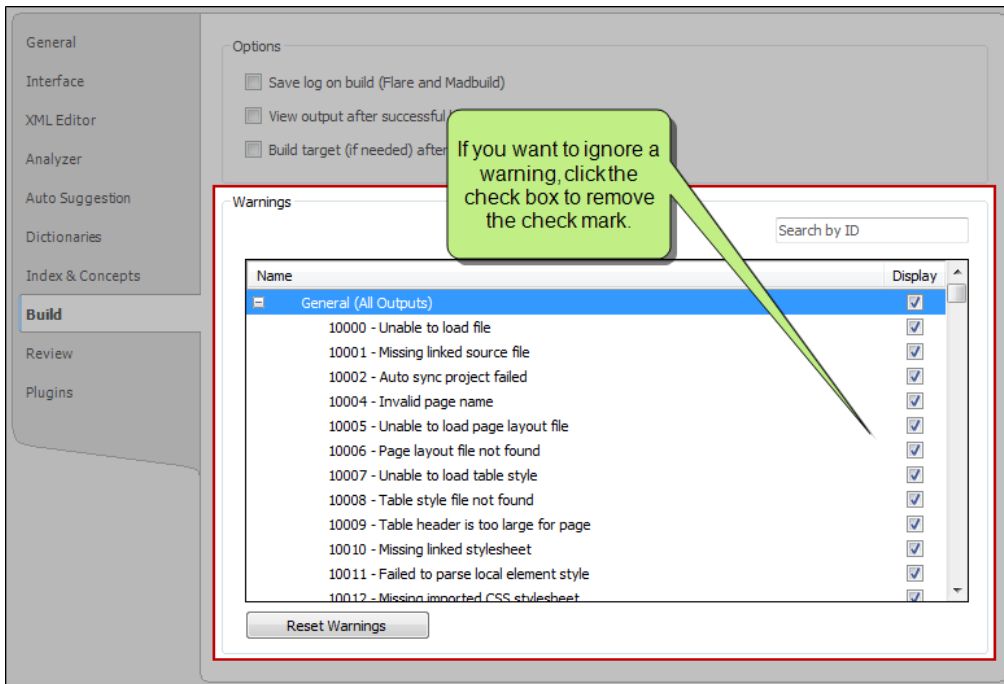 General
Interface
XML Editor
Analyzer
Auto Suggestion
Dictionaries
Index & Concepts
Build
Review
Plugins
Options
Save log on build (Flare and Madbuild)
View output after successful
Build target (if needed) after
If you want to ignore a
warning, click the
check box to remove
the check mark.
Warnings
Search by ID
Name Display
General (All Outputs)
10000 - Unable to load file
10001 - Missing linked source file
10002 - Auto sync project failed
10004 - Invalid page name
10005 - Unable to load page layout file
10006 - Page layout file not found
10007 - Unable to load table style
10008 - Table style file not found
10009 - Table header is too large for page
10010 - Missing linked stylesheet
10011 - Failed to parse local element style
10012 - Missing imported CSS stylesheet
Reset Warnings